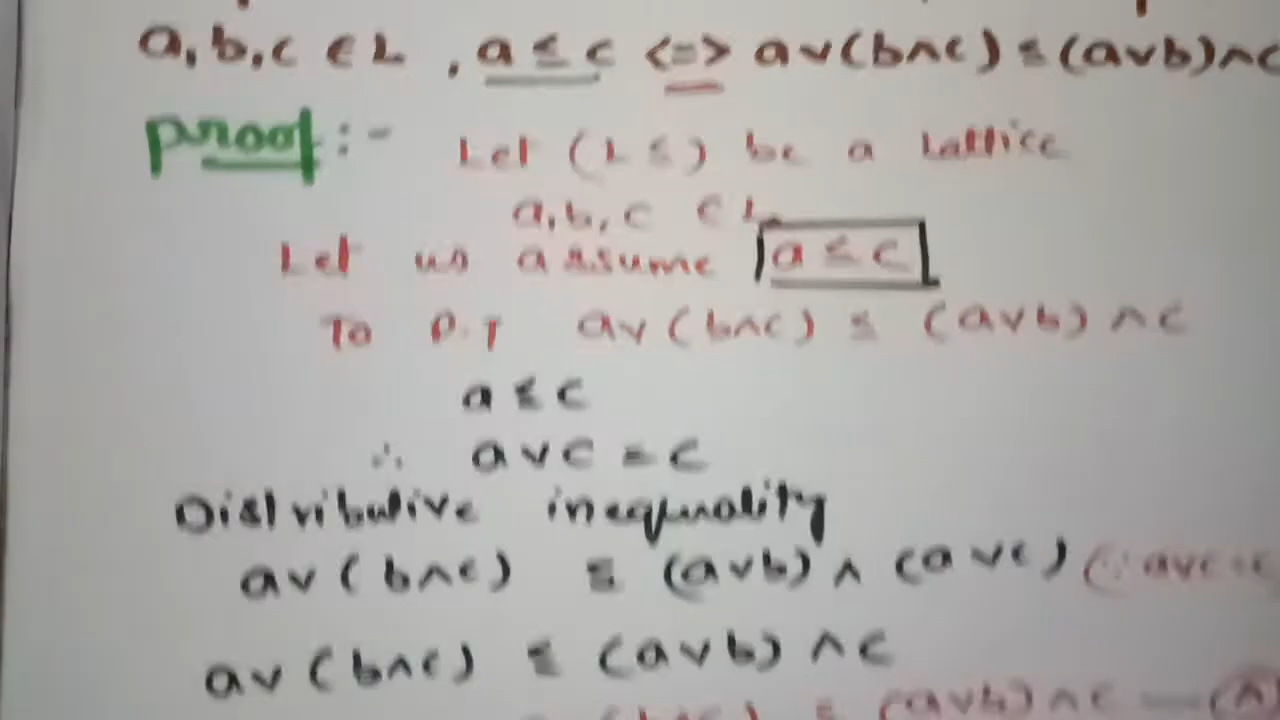 a, b, c ∈ L , a ≤ c <=> a∨(b∧c) ≤ (a∨b)∧c
proof :-
Let (L ≤) be a Lattice
a, b, c ∈ L
Let us assume a ≤ c
To P.T a∨(b∧c) ≤ (a∨b)∧c
a ≤ c
∴ a∨c = c
Distributive inequality
a∨(b∧c) ≤ (a∨b)∧(a∨c) (∵ a∨c=c
a∨(b∧c) ≤ (a∨b)∧c
≤ (a∨b)∧c — (A)